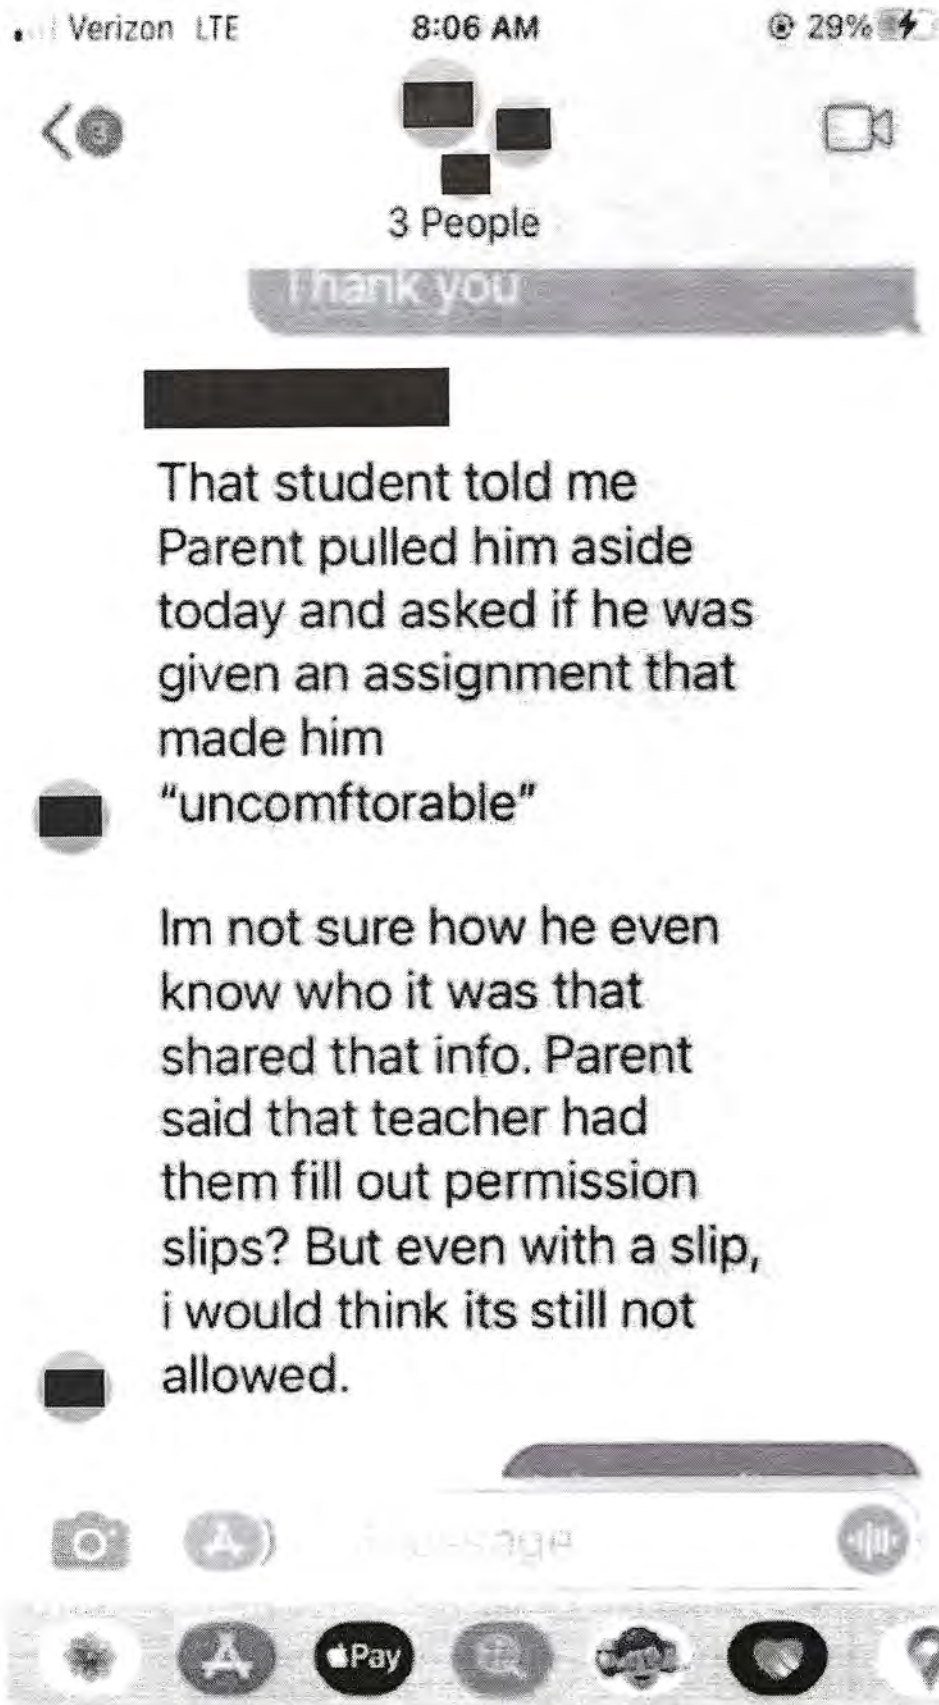 Verizon LTE 8:06 AM 29%
3
3 People
Thank you
That student told me
Parent pulled him aside
today and asked if he was
given an assignment that
made him
"uncomftorable"
Im not sure how he even
know who it was that
shared that info. Parent
said that teacher had
them fill out permission
slips? But even with a slip,
i would think its still not
allowed.
Pay